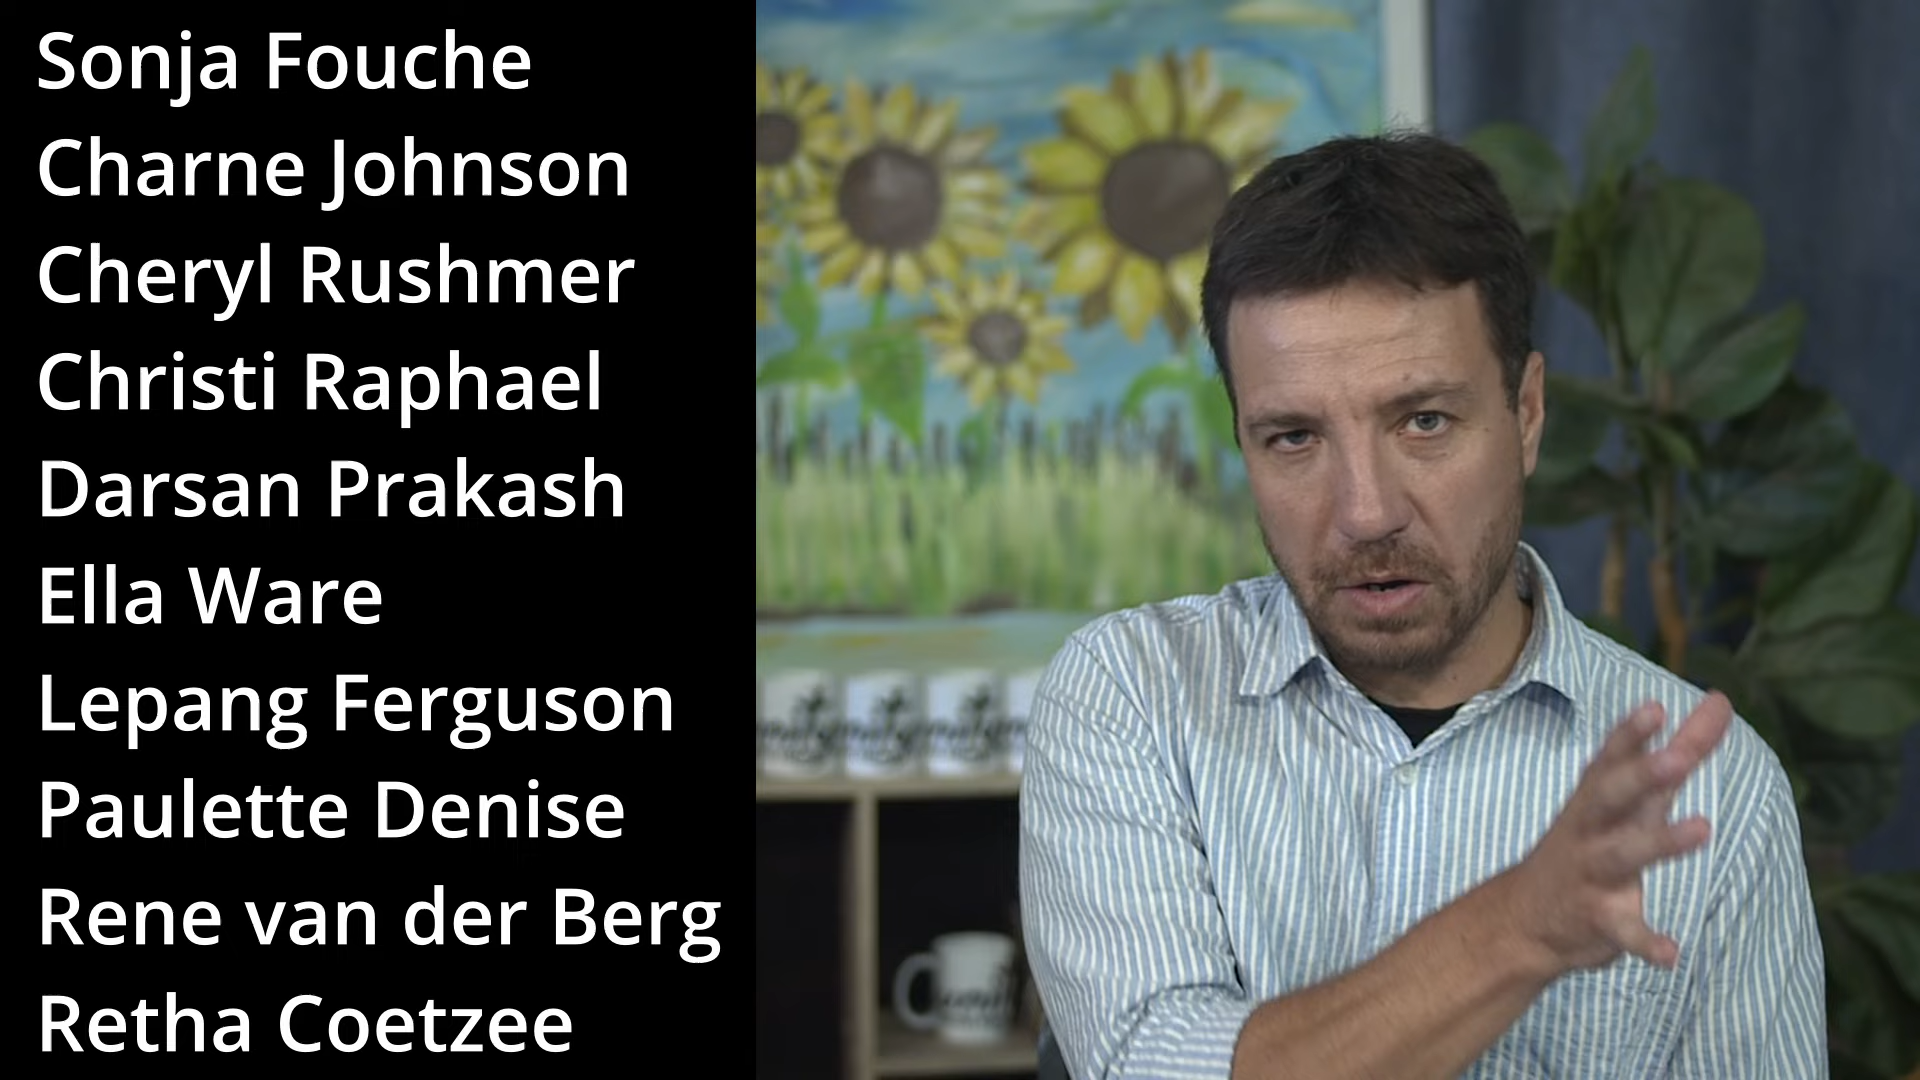 Sonja Fouche
Charne Johnson
Cheryl Rushmer
Christi Raphael
Darsan Prakash
Ella Ware
Lepang Ferguson
Paulette Denise
Rene van der Berg
Retha Coetzee